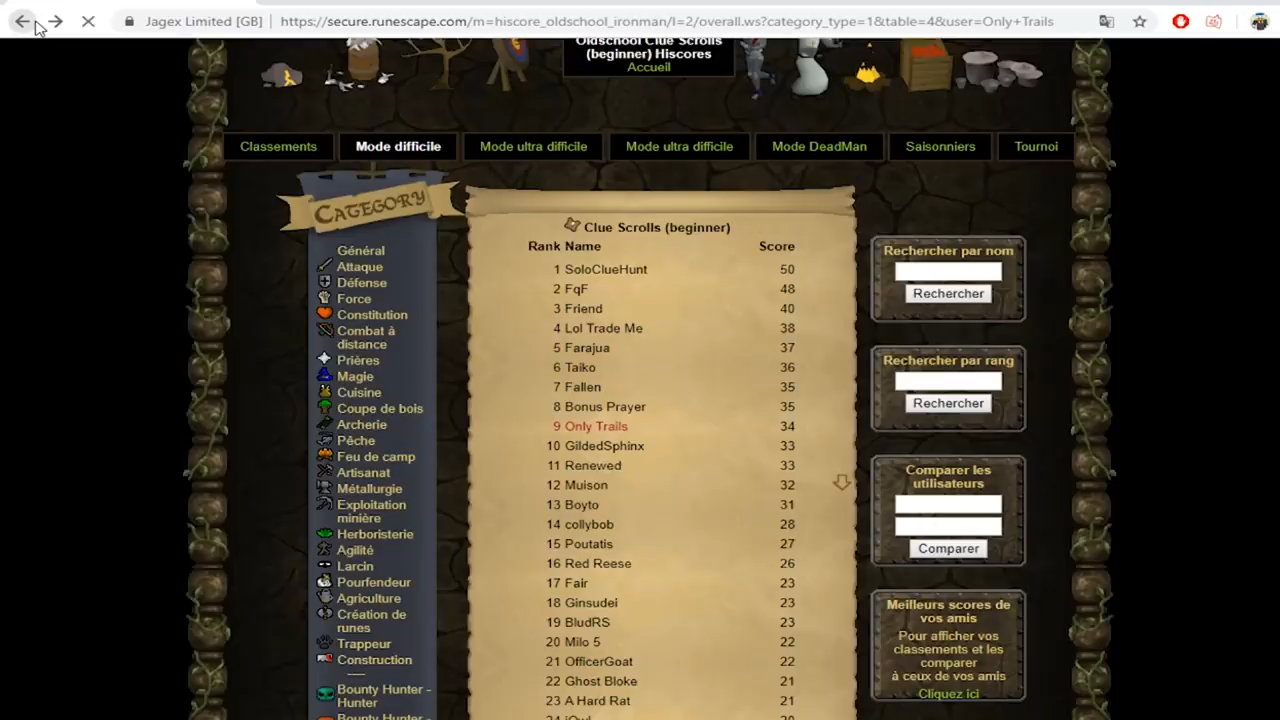 Jagex Limited [GB]
https://secure.runescape.com/m=hiscore_oldschool_ironman/l=2/overall.ws?category_type=1&table=4&user=Only+Trails
Oldschool Clue Scrolls
(beginner) Hiscores
Accueil
Classements
Mode difficile
Mode ultra difficile
Mode ultra difficile
Mode DeadMan
Saisonniers
Tournoi
CATEGORY
Général
Attaque
Défense
Force
Constitution
Combat à
distance
Prières
Magie
Cuisine
Coupe de bois
Archerie
Pêche
Feu de camp
Artisanat
Métallurgie
Exploitation
minière
Herboristerie
Agilité
Larcin
Pourfendeur
Agriculture
Création de
runes
Trappeur
Construction
Bounty Hunter -
Hunter
Bounty Hunter -
Clue Scrolls (beginner)
Rank Name Score
1 SoloClueHunt 50
2 FqF 48
3 Friend 40
4 Lol Trade Me 38
5 Farajua 37
6 Taiko 36
7 Fallen 35
8 Bonus Prayer 35
9 Only Trails 34
10 GildedSphinx 33
11 Renewed 33
12 Muison 32
13 Boyto 31
14 collybob 28
15 Poutatis 27
16 Red Reese 26
17 Fair 23
18 Ginsudei 23
19 BludRS 23
20 Milo 5 22
21 OfficerGoat 22
22 Ghost Bloke 21
23 A Hard Rat 21
Rechercher par nom
Rechercher
Rechercher par rang
Rechercher
Comparer les
utilisateurs
Comparer
Meilleurs scores de
vos amis
Pour afficher vos
classements et les
comparer
à ceux de vos amis
Cliquez ici